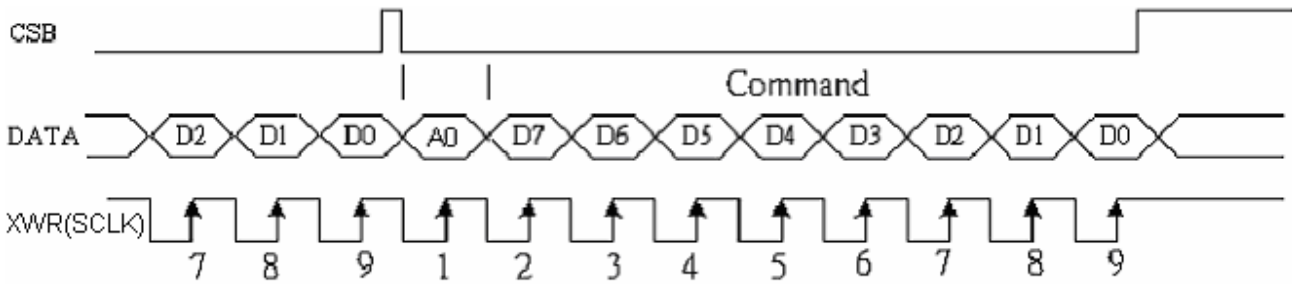 CSB
Command
DATA D2 D1 D0 A0 D7 D6 D5 D4 D3 D2 D1 D0
XWR(SCLK)
7 8 9 1 2 3 4 5 6 7 8 9